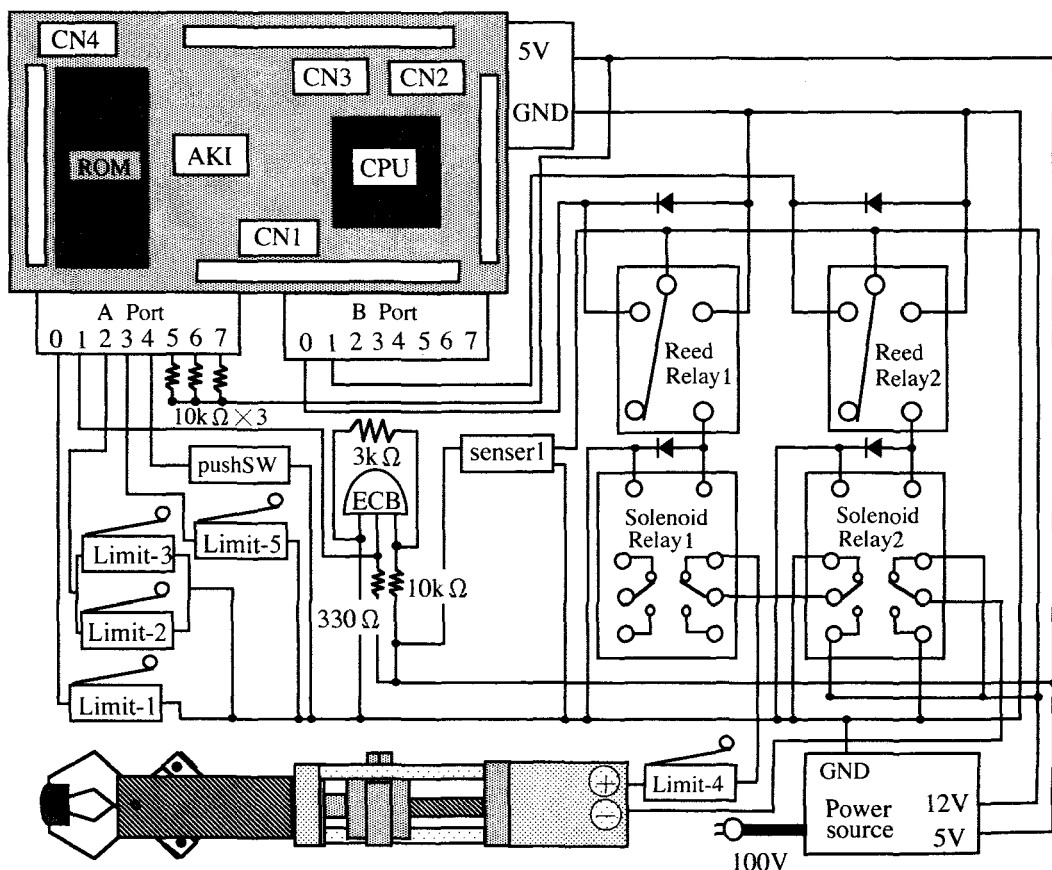 CN4
CN3
CN2
5V
GND
ROM
AKI
CPU
CN1
A Port
0 1 2 3 4 5 6 7
B Port
0 1 2 3 4 5 6 7
10kΩ×3
3kΩ
pushSW
ECB
senser1
Limit-3
Limit-5
Limit-2
Limit-1
330Ω
10kΩ
Reed
Relay1
Reed
Relay2
Solenoid
Relay1
Solenoid
Relay2
+
−
Limit-4
GND
Power
source
12V
5V
100V